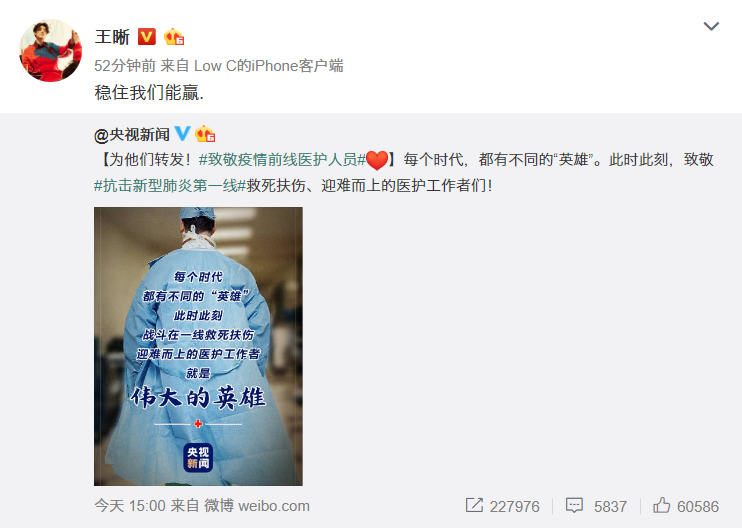 王晰
52分钟前 来自 Low C的iPhone客户端
稳住我们能赢.
@央视新闻
【为他们转发！#致敬疫情前线医护人员#】每个时代，都有不同的“英雄”。此时此刻，致敬
#抗击新型肺炎第一线#救死扶伤、迎难而上的医护工作者们！
每个时代
都有不同的“英雄”
此时此刻
战斗在一线救死扶伤
迎难而上的医护工作者
就是
伟大的英雄
央视
新闻
今天 15:00 来自 微博 weibo.com
227976 5837 60586